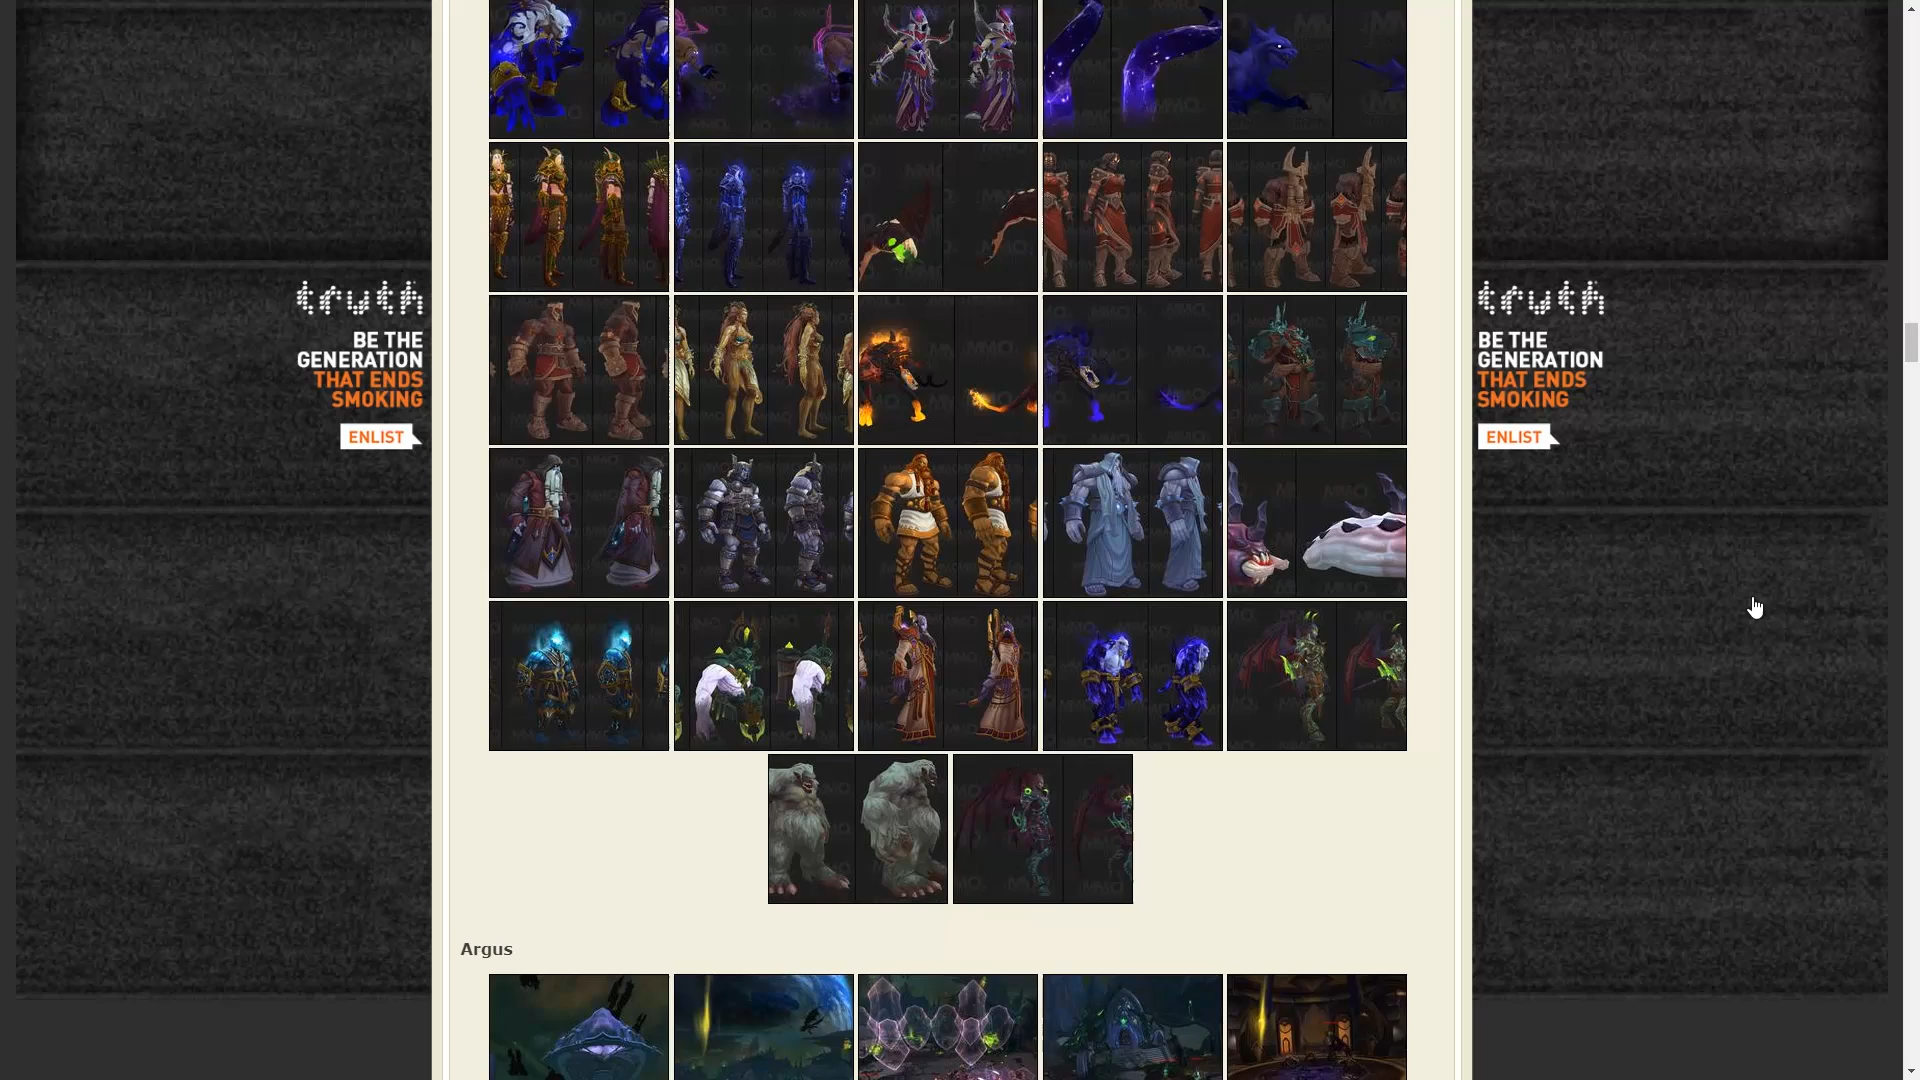 truth
BE THE
GENERATION
THAT ENDS
SMOKING
ENLIST
truth
BE THE
GENERATION
THAT ENDS
SMOKING
ENLIST
Argus